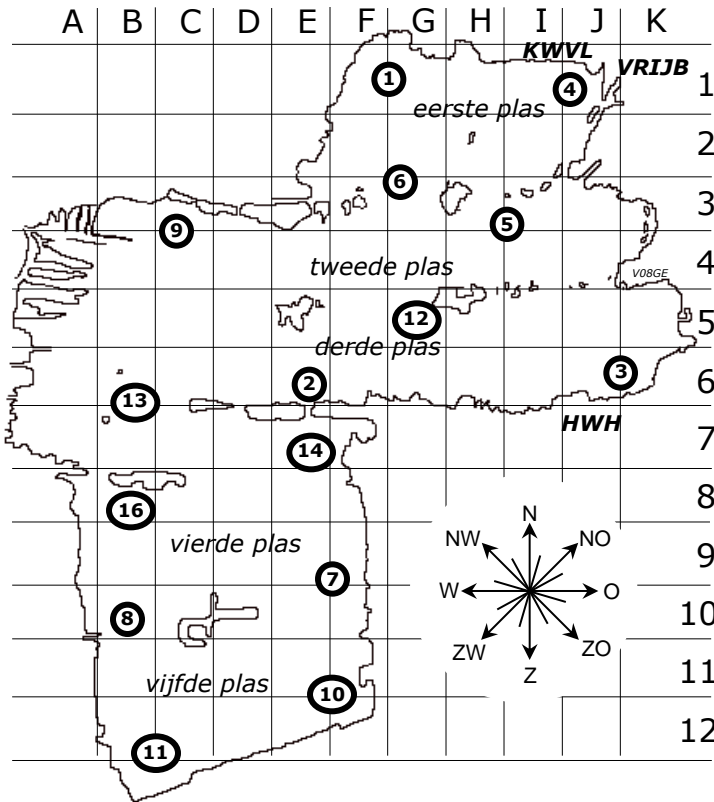 A B C D E F G H I J K
KWVL
VRIJB
1
1
4
eerste plas
2
6
3
5
9
4
tweede plas
V08GE
5
12
derde plas
3
2
6
13
HWH
7
14
8
16
N
NW
NO
vierde plas
9
7
W
O
8
10
ZW
ZO
Z
vijfde plas
11
10
12
11